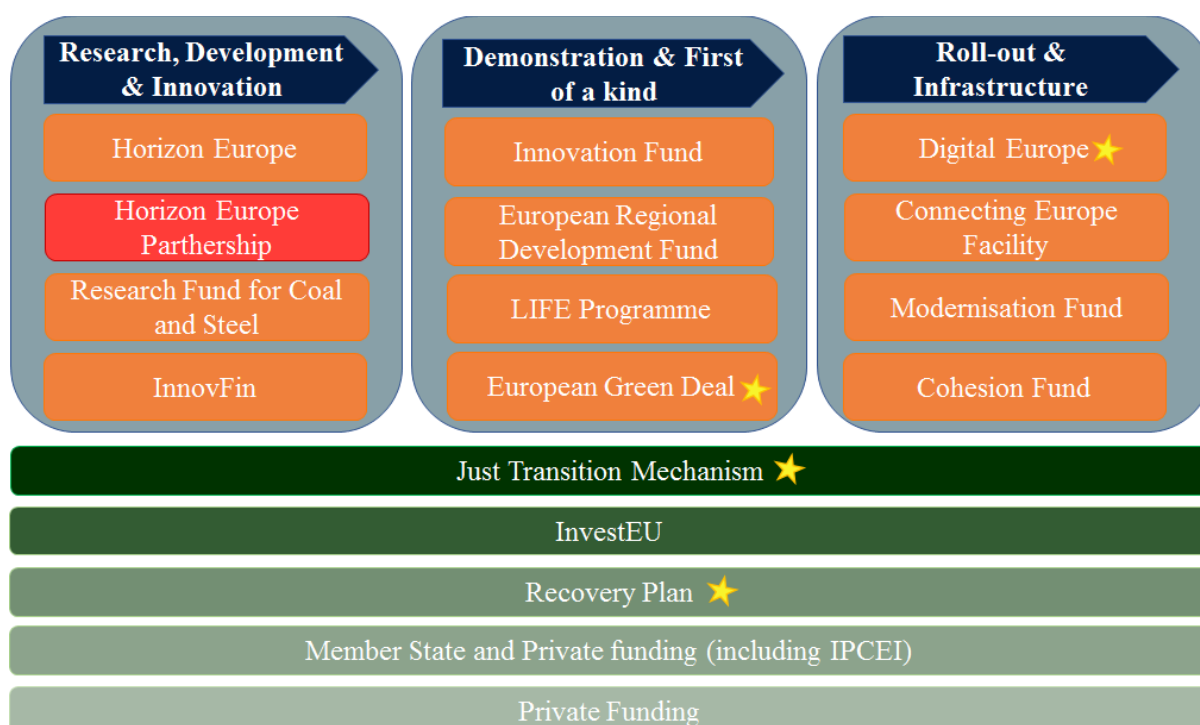 Research, Development
& Innovation
Horizon Europe
Horizon Europe
Parthership
Research Fund for Coal
and Steel
InnovFin
Demonstration & First
of a kind
Innovation Fund
European Regional
Development Fund
LIFE Programme
European Green Deal
Roll-out &
Infrastructure
Digital Europe
Connecting Europe
Facility
Modernisation Fund
Cohesion Fund
Just Transition Mechanism
InvestEU
Recovery Plan
Member State and Private funding (including IPCEI)
Private Funding